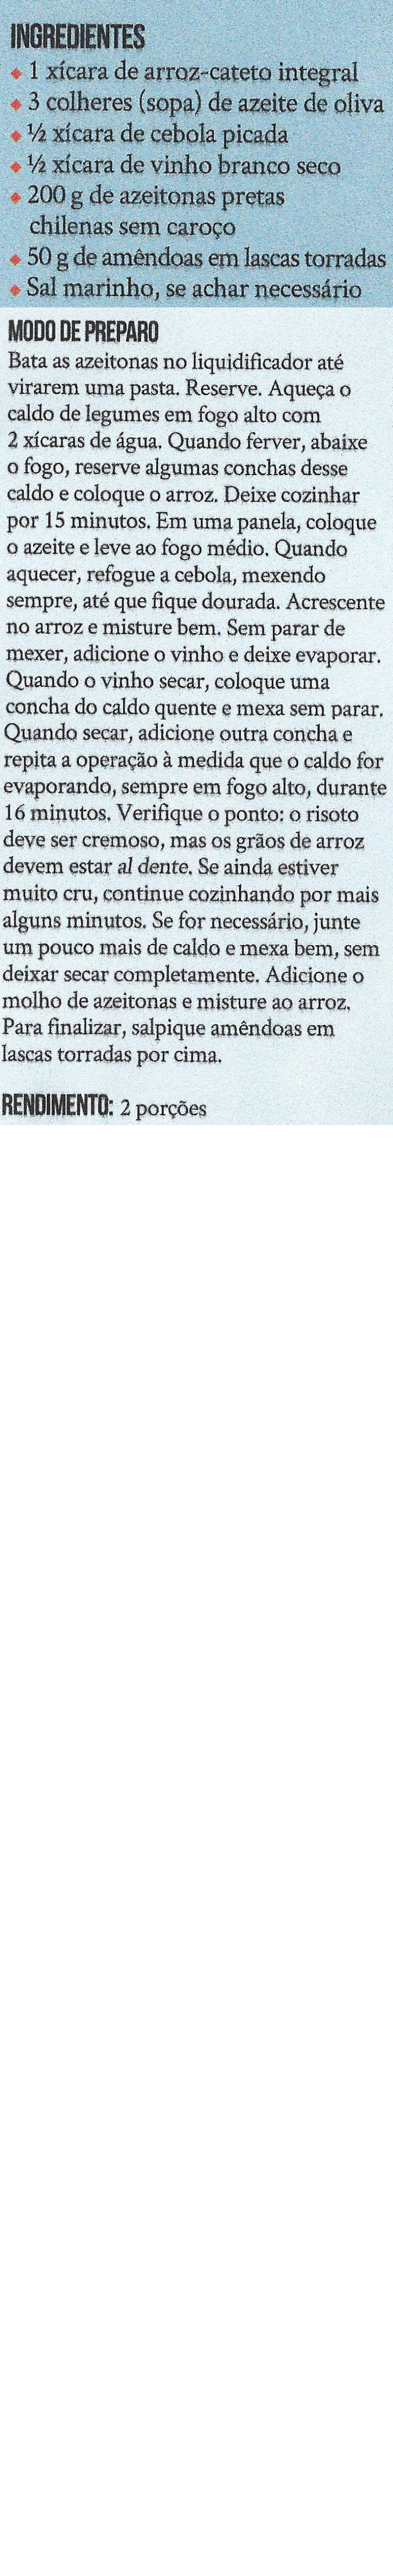 INGREDIENTES
◆ 1 xícara de arroz-cateto integral
◆ 3 colheres (sopa) de azeite de oliva
◆ ½ xícara de cebola picada
◆ ½ xícara de vinho branco seco
◆ 200 g de azeitonas pretas
chilenas sem caroço
◆ 50 g de amêndoas em lascas torradas
◆ Sal marinho, se achar necessário
MODO DE PREPARO
Bata as azeitonas no liquidificador até
virarem uma pasta. Reserve. Aqueça o
caldo de legumes em fogo alto com
2 xícaras de água. Quando ferver, abaixe
o fogo, reserve algumas conchas desse
caldo e coloque o arroz. Deixe cozinhar
por 15 minutos. Em uma panela, coloque
o azeite e leve ao fogo médio. Quando
aquecer, refogue a cebola, mexendo
sempre, até que fique dourada. Acrescente
no arroz e misture bem. Sem parar de
mexer, adicione o vinho e deixe evaporar.
Quando o vinho secar, coloque uma
concha do caldo quente e mexa sem parar.
Quando secar, adicione outra concha e
repita a operação à medida que o caldo for
evaporando, sempre em fogo alto, durante
16 minutos. Verifique o ponto: o risoto
deve ser cremoso, mas os grãos de arroz
devem estar al dente. Se ainda estiver
muito cru, continue cozinhando por mais
alguns minutos. Se for necessário, junte
um pouco mais de caldo e mexa bem, sem
deixar secar completamente. Adicione o
molho de azeitonas e misture ao arroz.
Para finalizar, salpique amêndoas em
lascas torradas por cima.
RENDIMENTO: 2 porções